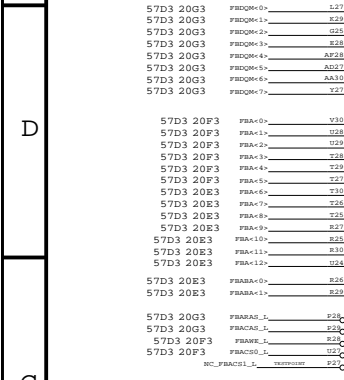 57D3 20G3 FBDQM<0> L27
57D3 20G3 FBDQM<1> K29
57D3 20G3 FBDQM<2> G25
57D3 20G3 FBDQM<3> E28
57D3 20G3 FBDQM<4> AF28
57D3 20G3 FBDQM<5> AD27
57D3 20G3 FBDQM<6> AA30
57D3 20G3 FBDQM<7> Y27
D
57D3 20F3 FBA<0> V30
57D3 20F3 FBA<1> U28
57D3 20F3 FBA<2> U29
57D3 20F3 FBA<3> T28
57D3 20F3 FBA<4> T29
57D3 20F3 FBA<5> T27
57D3 20F3 FBA<6> T30
57D3 20F3 FBA<7> T26
57D3 20F3 FBA<8> T25
57D3 20F3 FBA<9> R27
57D3 20E3 FBA<10> R25
57D3 20E3 FBA<11> R30
57D3 20E3 FBA<12> U24
57D3 20E3 FBABA<0> R26
57D3 20E3 FBABA<1> R29
57D3 20G3 FBARAS_L P28
57D3 20G3 FBACAS_L P29
57D3 20F3 FBAWE_L R28
57D3 20F3 FBACS0_L U27
NC_FBACS1_L TESTPOINT P27